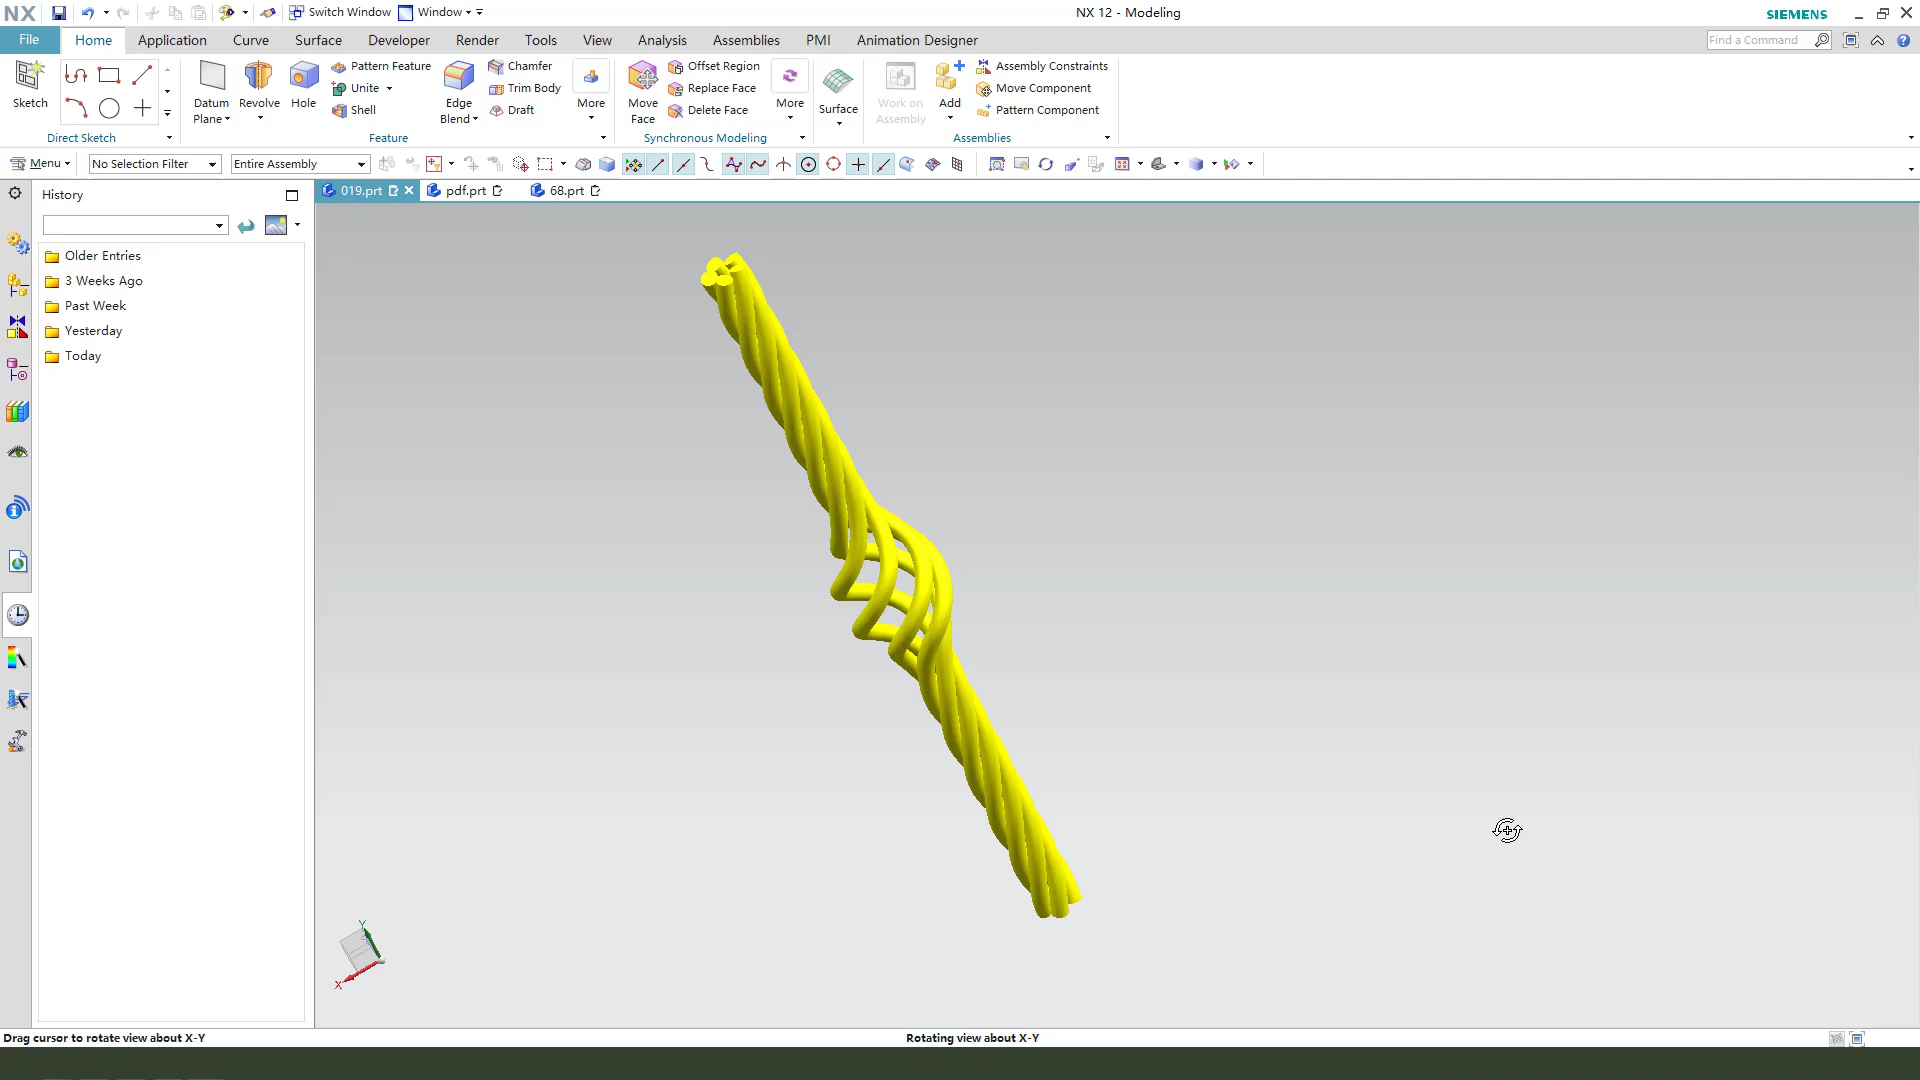 NX Switch Window Window NX 12 - Modeling SIEMENS
File Home Application Curve Surface Developer Render Tools View Analysis Assemblies PMI Animation Designer Find a Command
Sketch
Datum Plane
Revolve
Hole
Pattern Feature
Unite
Shell
Edge Blend
Chamfer
Trim Body
Draft
More
Move Face
Offset Region
Replace Face
Delete Face
More
Surface
Work on Assembly
Add
Assembly Constraints
Move Component
Pattern Component
Direct Sketch Feature Synchronous Modeling Assemblies
Menu No Selection Filter Entire Assembly
History
019.prt pdf.prt 68.prt
Older Entries
3 Weeks Ago
Past Week
Yesterday
Today
Y
X
Drag cursor to rotate view about X-Y Rotating view about X-Y